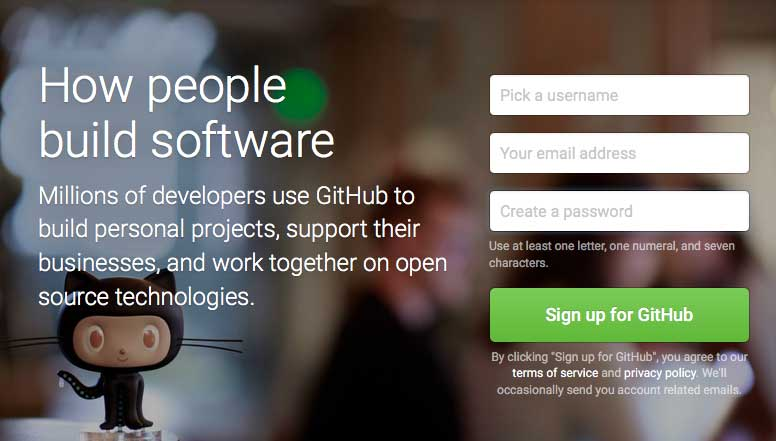 How people
build software
Millions of developers use GitHub to
build personal projects, support their
businesses, and work together on open
source technologies.
Pick a username
Your email address
Create a password
Use at least one letter, one numeral, and seven
characters.
Sign up for GitHub
By clicking "Sign up for GitHub", you agree to our
terms of service and privacy policy. We'll
occasionally send you account related emails.